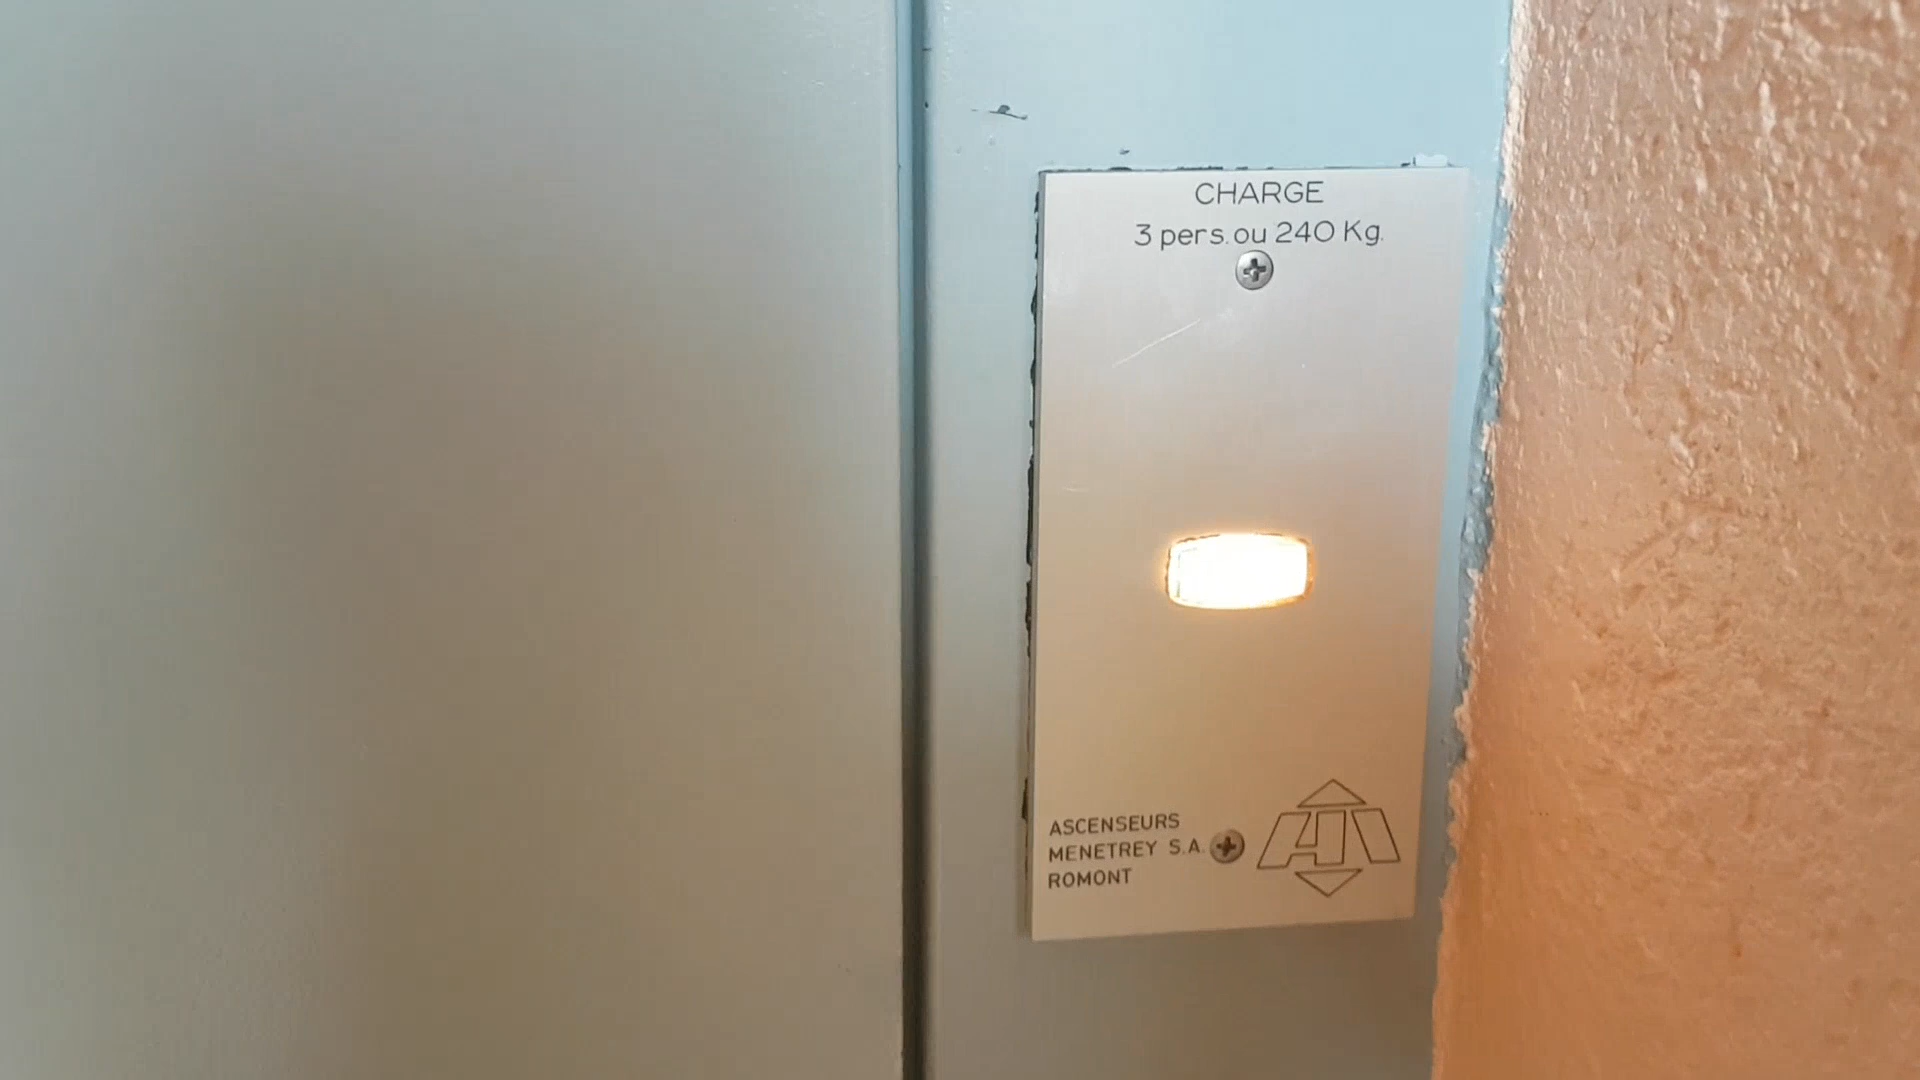 CHARGE
3 pers. ou 240 Kg.
ASCENSEURS
MENETREY S.A.
ROMONT